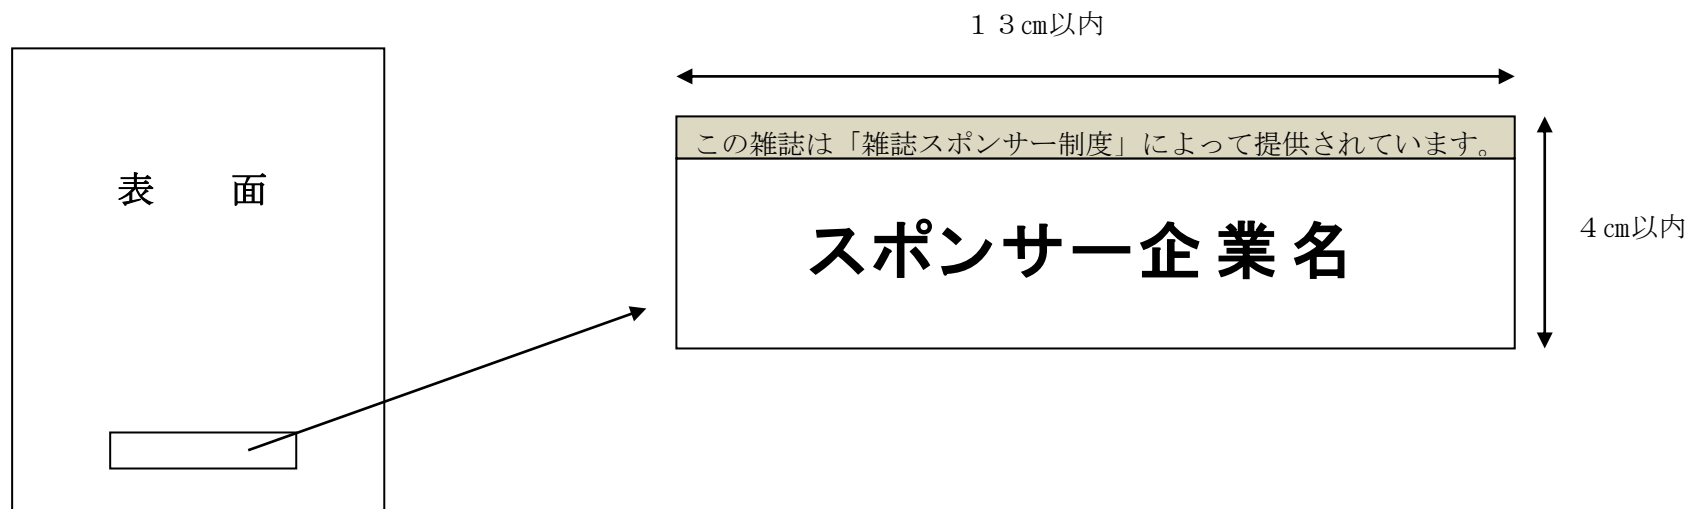 １３㎝以内
この雑誌は「雑誌スポンサー制度」によって提供されています。
表　面
スポンサー企業名
４㎝以内